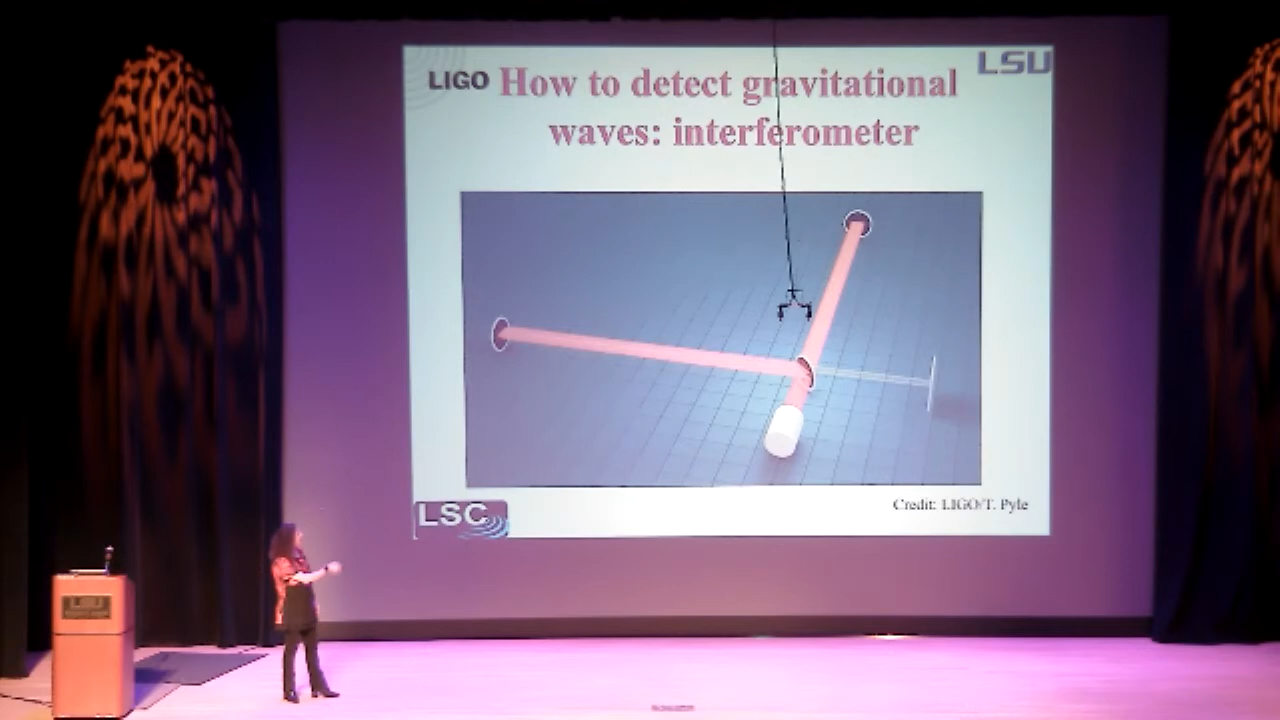 LIGO How to detect gravitational
LSU
waves: interferometer
Credit: LIGO/T. Pyle
LSC
LSU